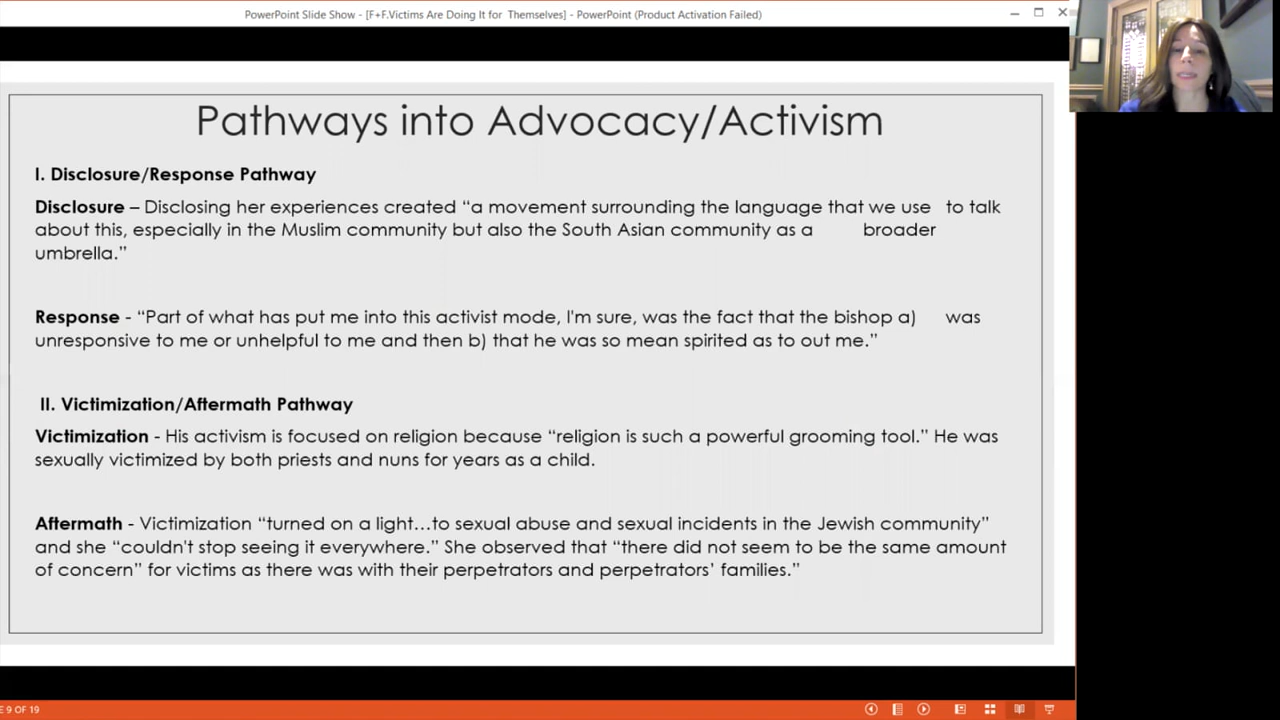 PowerPoint Slide Show - [F+F.Victims Are Doing It for Themselves] - PowerPoint (Product Activation Failed)
Pathways into Advocacy/Activism
I. Disclosure/Response Pathway
Disclosure – Disclosing her experiences created “a movement surrounding the language that we use to talk
about this, especially in the Muslim community but also the South Asian community as a broader
umbrella.”
Response - “Part of what has put me into this activist mode, I'm sure, was the fact that the bishop a) was
unresponsive to me or unhelpful to me and then b) that he was so mean spirited as to out me.”
II. Victimization/Aftermath Pathway
Victimization - His activism is focused on religion because “religion is such a powerful grooming tool.” He was
sexually victimized by both priests and nuns for years as a child.
Aftermath - Victimization “turned on a light…to sexual abuse and sexual incidents in the Jewish community”
and she “couldn't stop seeing it everywhere.” She observed that “there did not seem to be the same amount
of concern” for victims as there was with their perpetrators and perpetrators’ families.”
E 9 OF 19